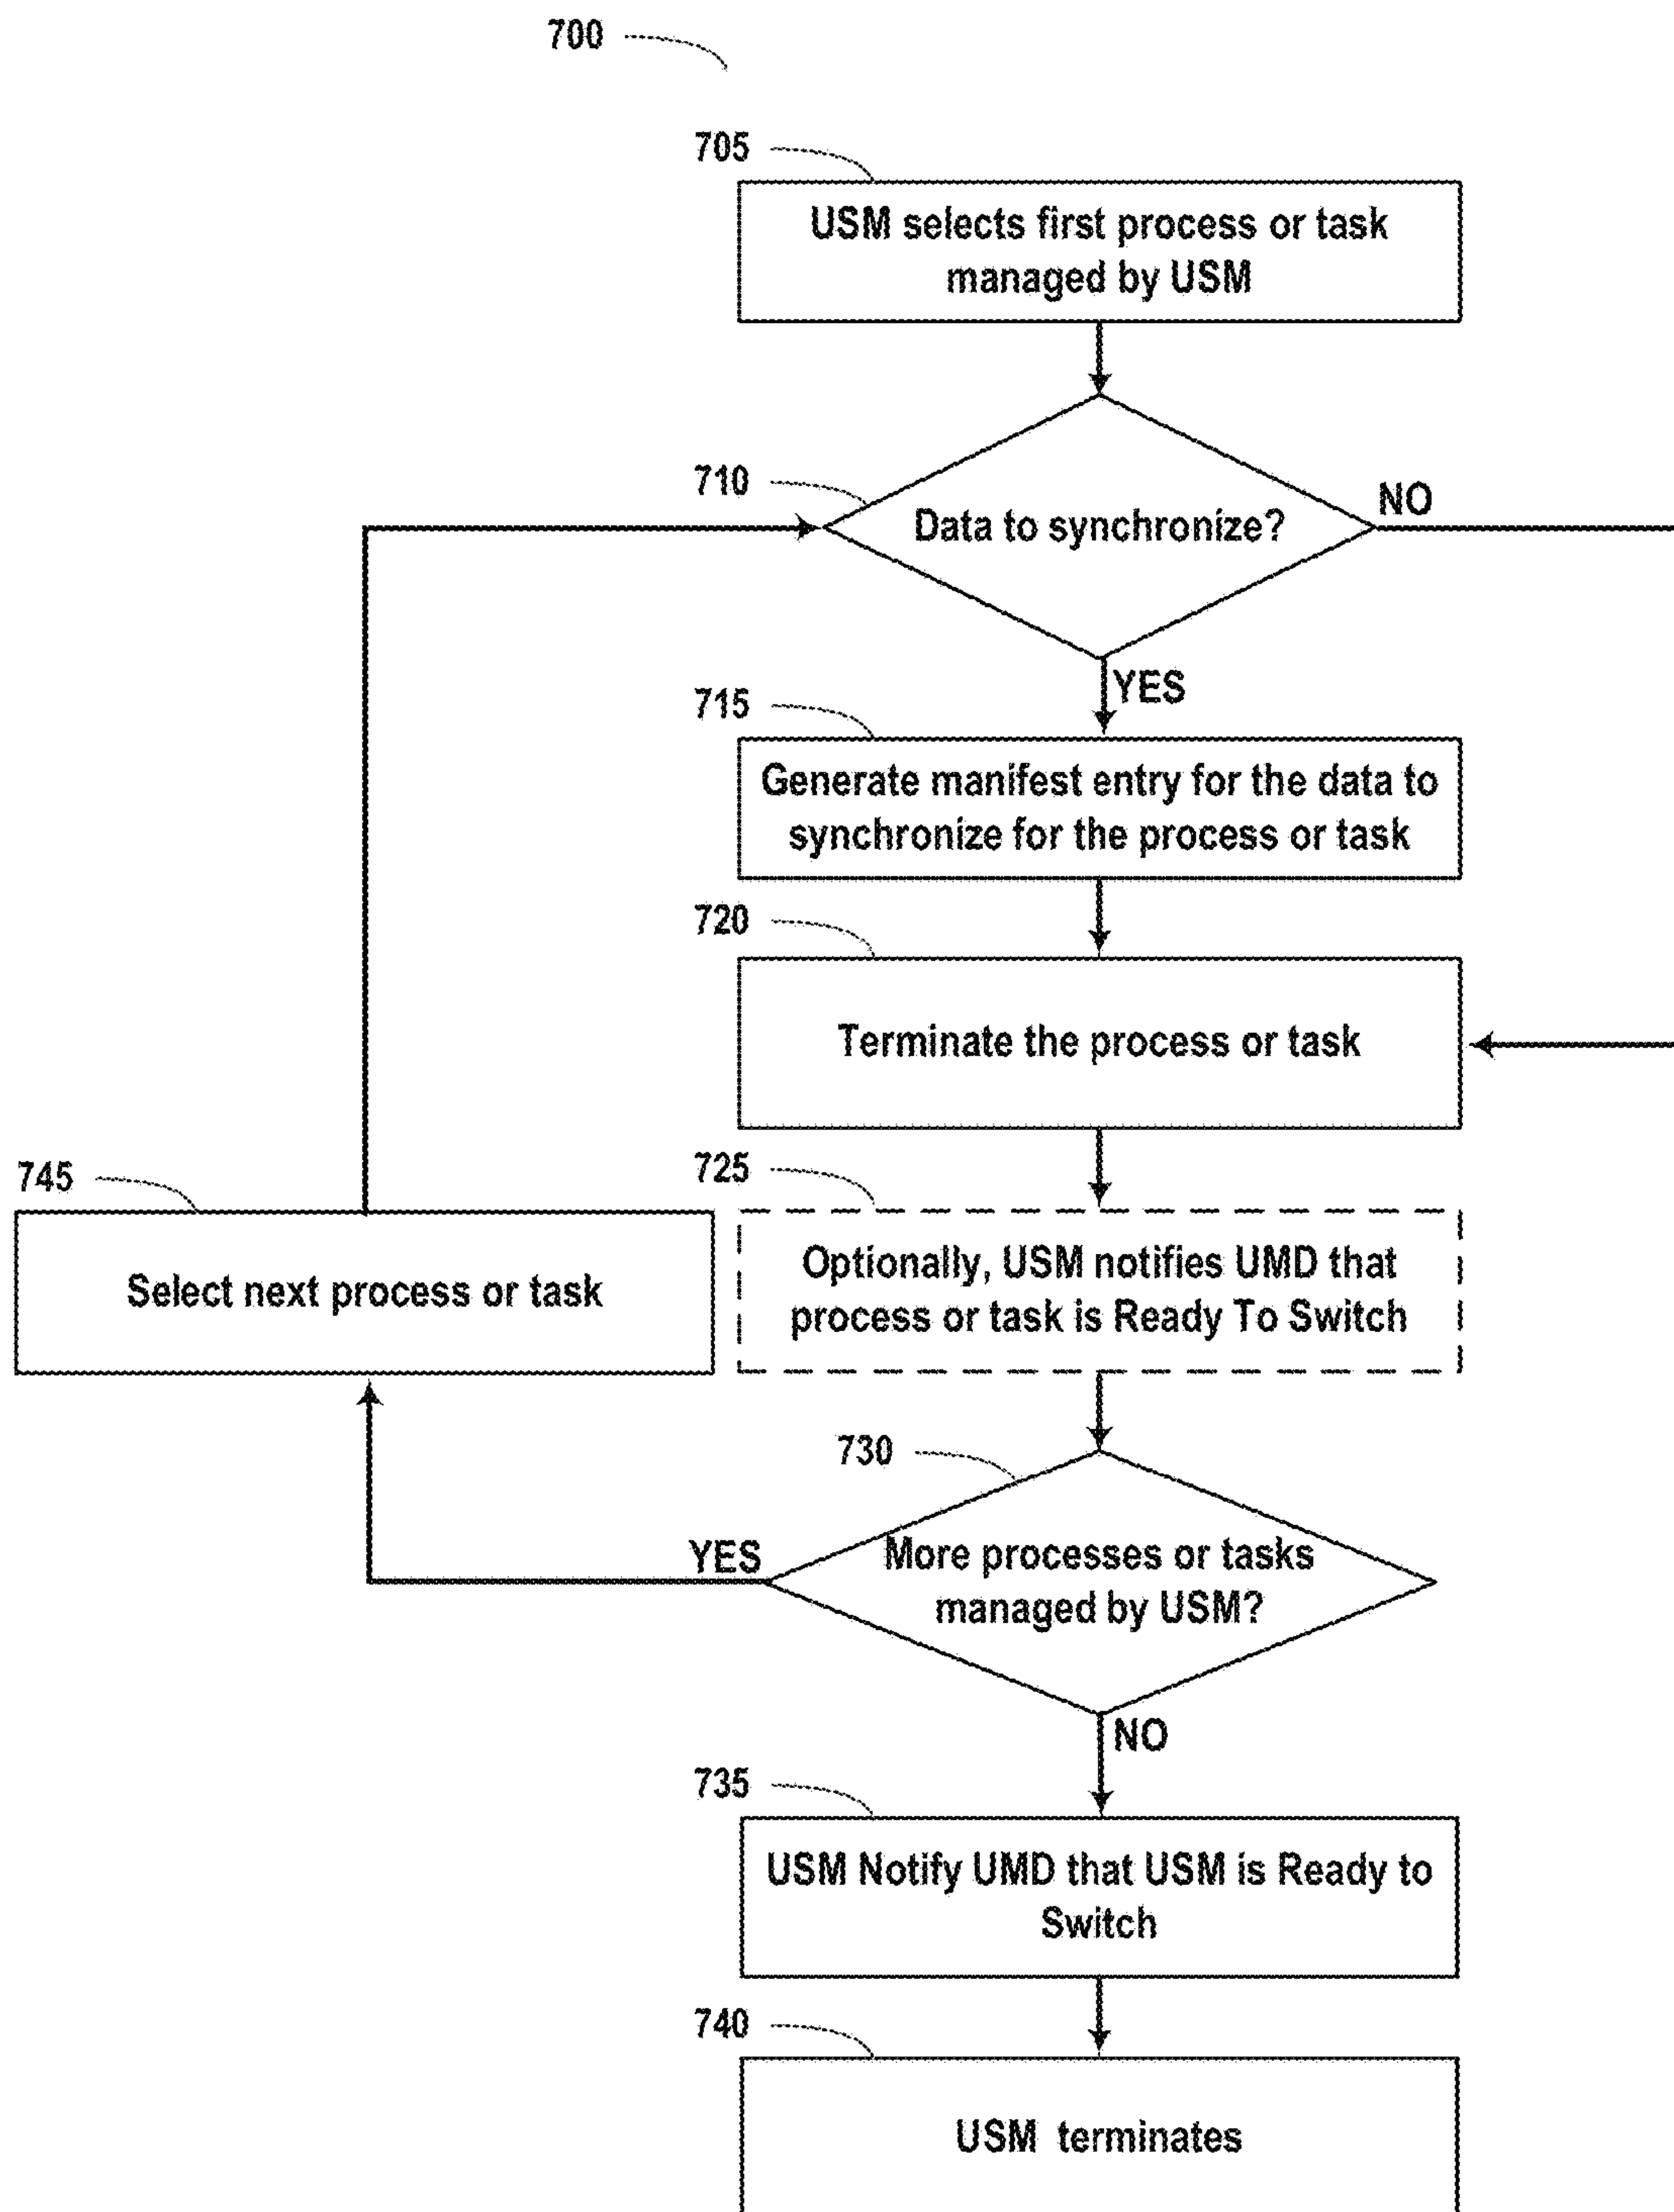 700
705
USM selects first process or task
managed by USM
710
Data to synchronize?
NO
YES
715
Generate manifest entry for the data to
synchronize for the process or task
720
Terminate the process or task
745
Select next process or task
725
Optionally, USM notifies UMD that
process or task is Ready To Switch
730
YES
More processes or tasks
managed by USM?
NO
735
USM Notify UMD that USM is Ready to
Switch
740
USM terminates